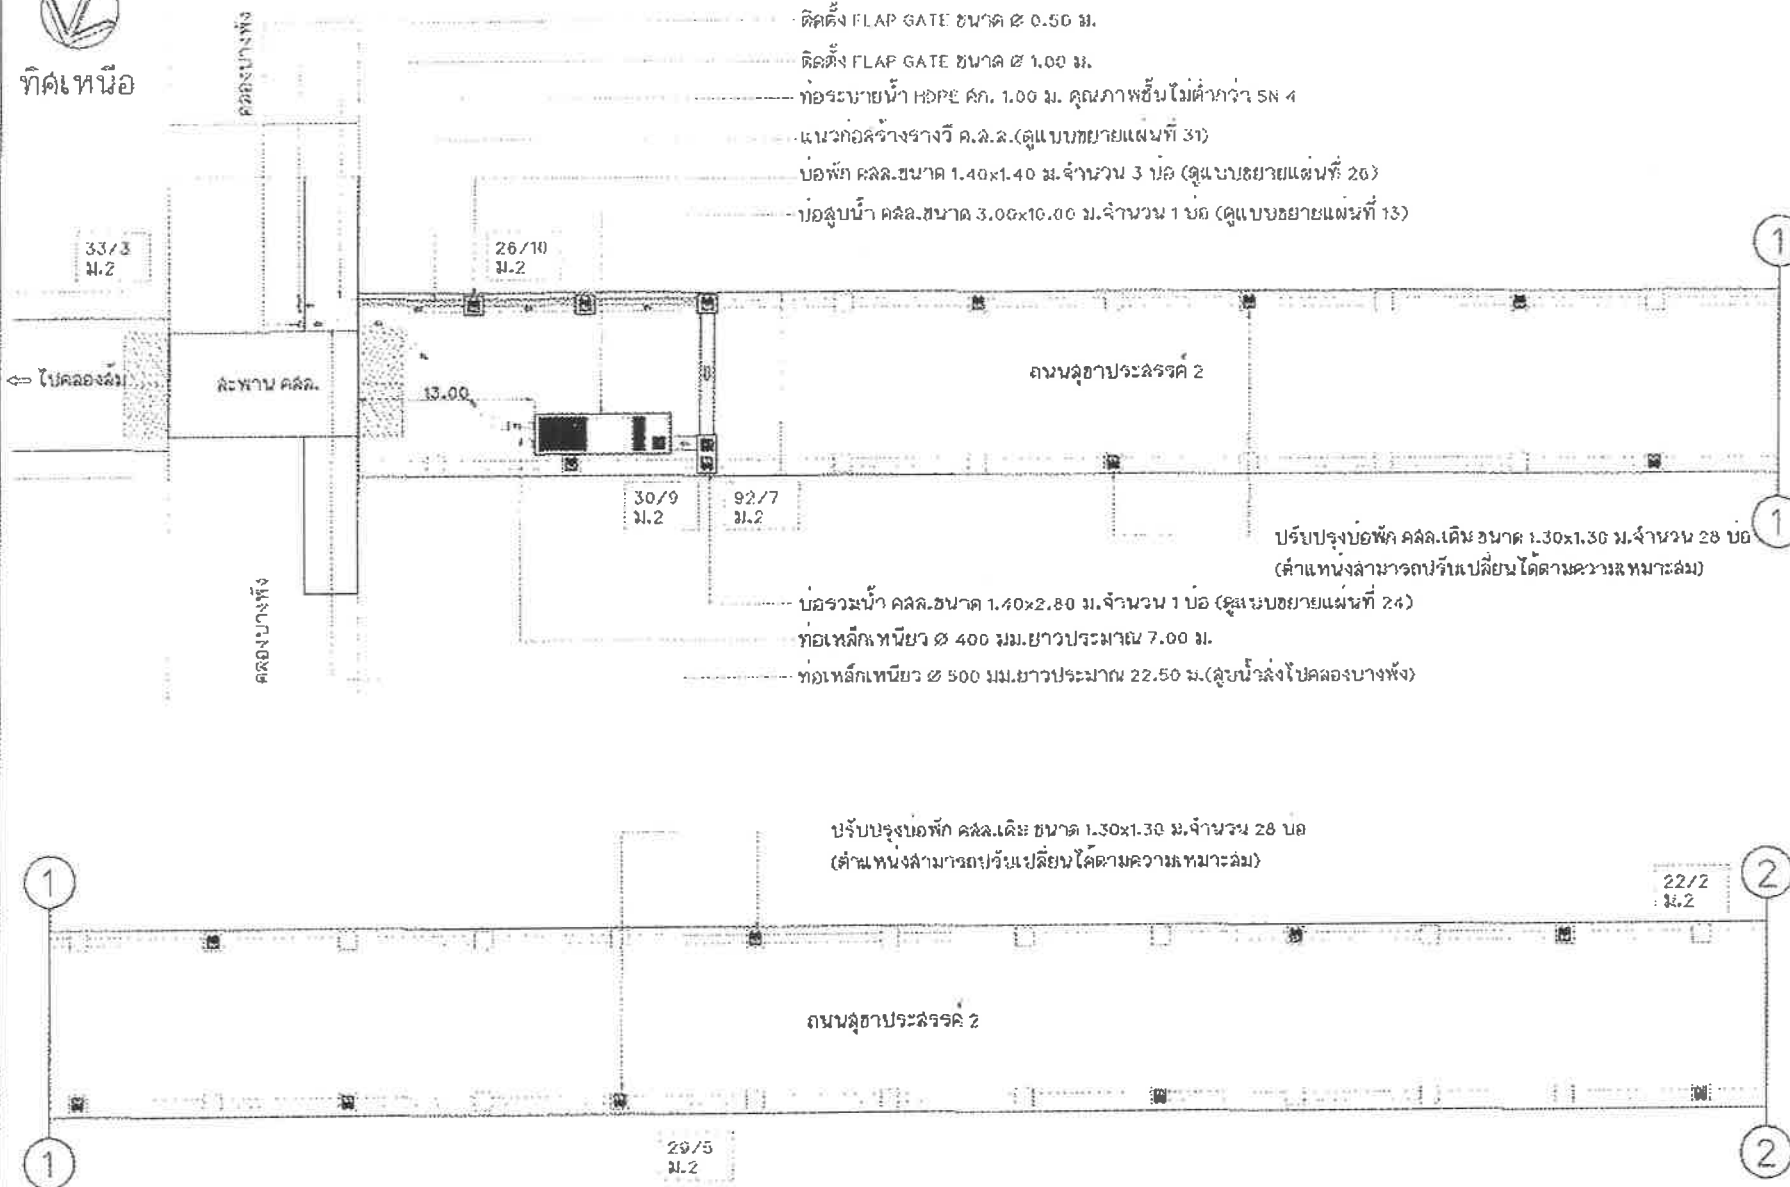 ทิศเหนือ
คลองบางพัง
ติดตั้ง FLAP GATE ขนาด Ø 0.50 ม.
ติดตั้ง FLAP GATE ขนาด Ø 1.00 ม.
ท่อระบายน้ำ HDPE ศก. 1.00 ม. คุณภาพชั้นไม่ต่ำกว่า SN 4
แนวก่อสร้างรางวี ค.ส.ล.(ดูแบบขยายแผ่นที่ 31)
บ่อพัก คสล.ขนาด 1.40x1.40 ม.จำนวน 3 บ่อ (ดูแบบขยายแผ่นที่ 20)
บ่อสูบน้ำ คสล.ขนาด 3.00x10.00 ม.จำนวน 1 บ่อ (ดูแบบขยายแผ่นที่ 13)
33/3
ม.2
26/10
ม.2
1
⇦ ไปคลองส้ม
สะพาน คสล.
13.00
ถนนสุขาประสรรค์ 2
30/9
ม.2
92/7
ม.2
1
ปรับปรุงบ่อพัก คสล.เดิม ขนาด 1.30x1.30 ม.จำนวน 28 บ่อ
(ตำแหน่งสามารถปรับเปลี่ยนได้ตามความเหมาะสม)
คลองบางพัง
บ่อรวมน้ำ คสล.ขนาด 1.40x2.80 ม.จำนวน 1 บ่อ (ดูแบบขยายแผ่นที่ 24)
ท่อเหล็กเหนียว Ø 400 มม.ยาวประมาณ 7.00 ม.
ท่อเหล็กเหนียว Ø 500 มม.ยาวประมาณ 22.50 ม.(สูบน้ำส่งไปคลองบางพัง)
ปรับปรุงบ่อพัก คสล.เดิม ขนาด 1.30x1.30 ม.จำนวน 28 บ่อ
(ตำแหน่งสามารถปรับเปลี่ยนได้ตามความเหมาะสม)
1
22/2
ม.2
2
ถนนสุขาประสรรค์ 2
29/5
ม.2
1
2